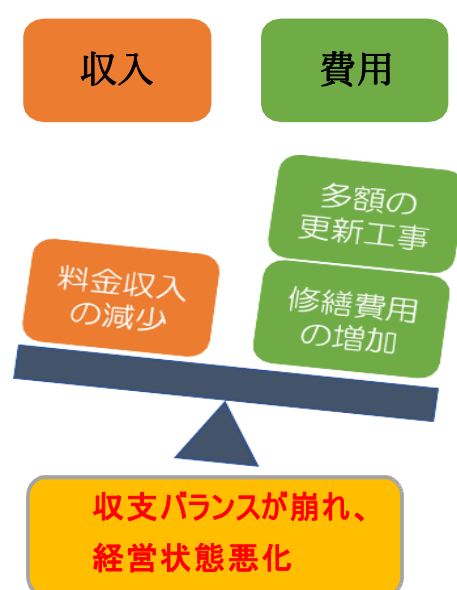 収入
費用
多額の
更新工事
料金収入
の減少
修繕費用
の増加
収支バランスが崩れ、
経営状態悪化